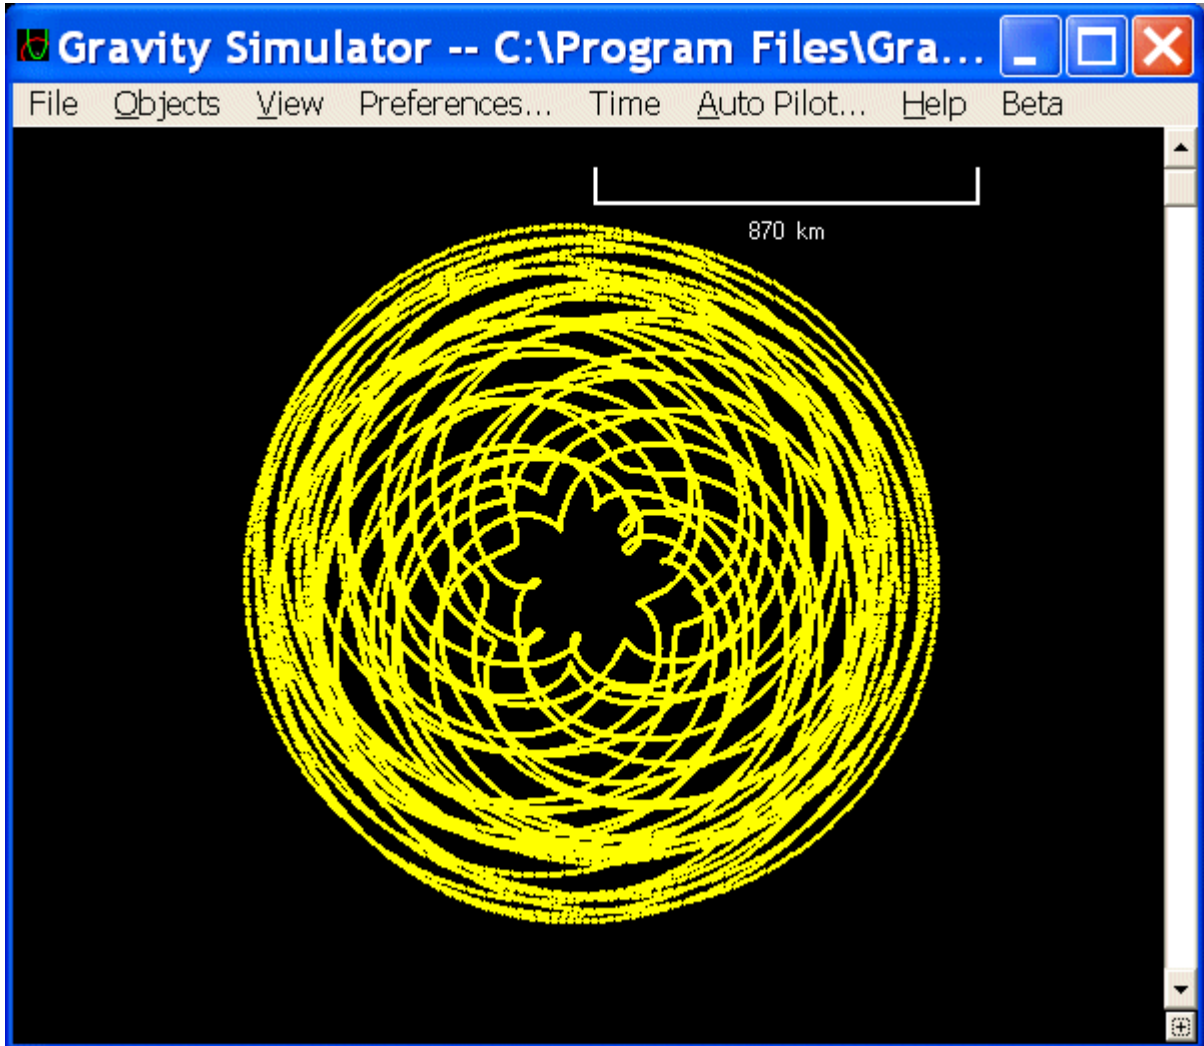 Gravity Simulator -- C:\Program Files\Gra...
File Objects View Preferences... Time Auto Pilot... Help Beta
870 km